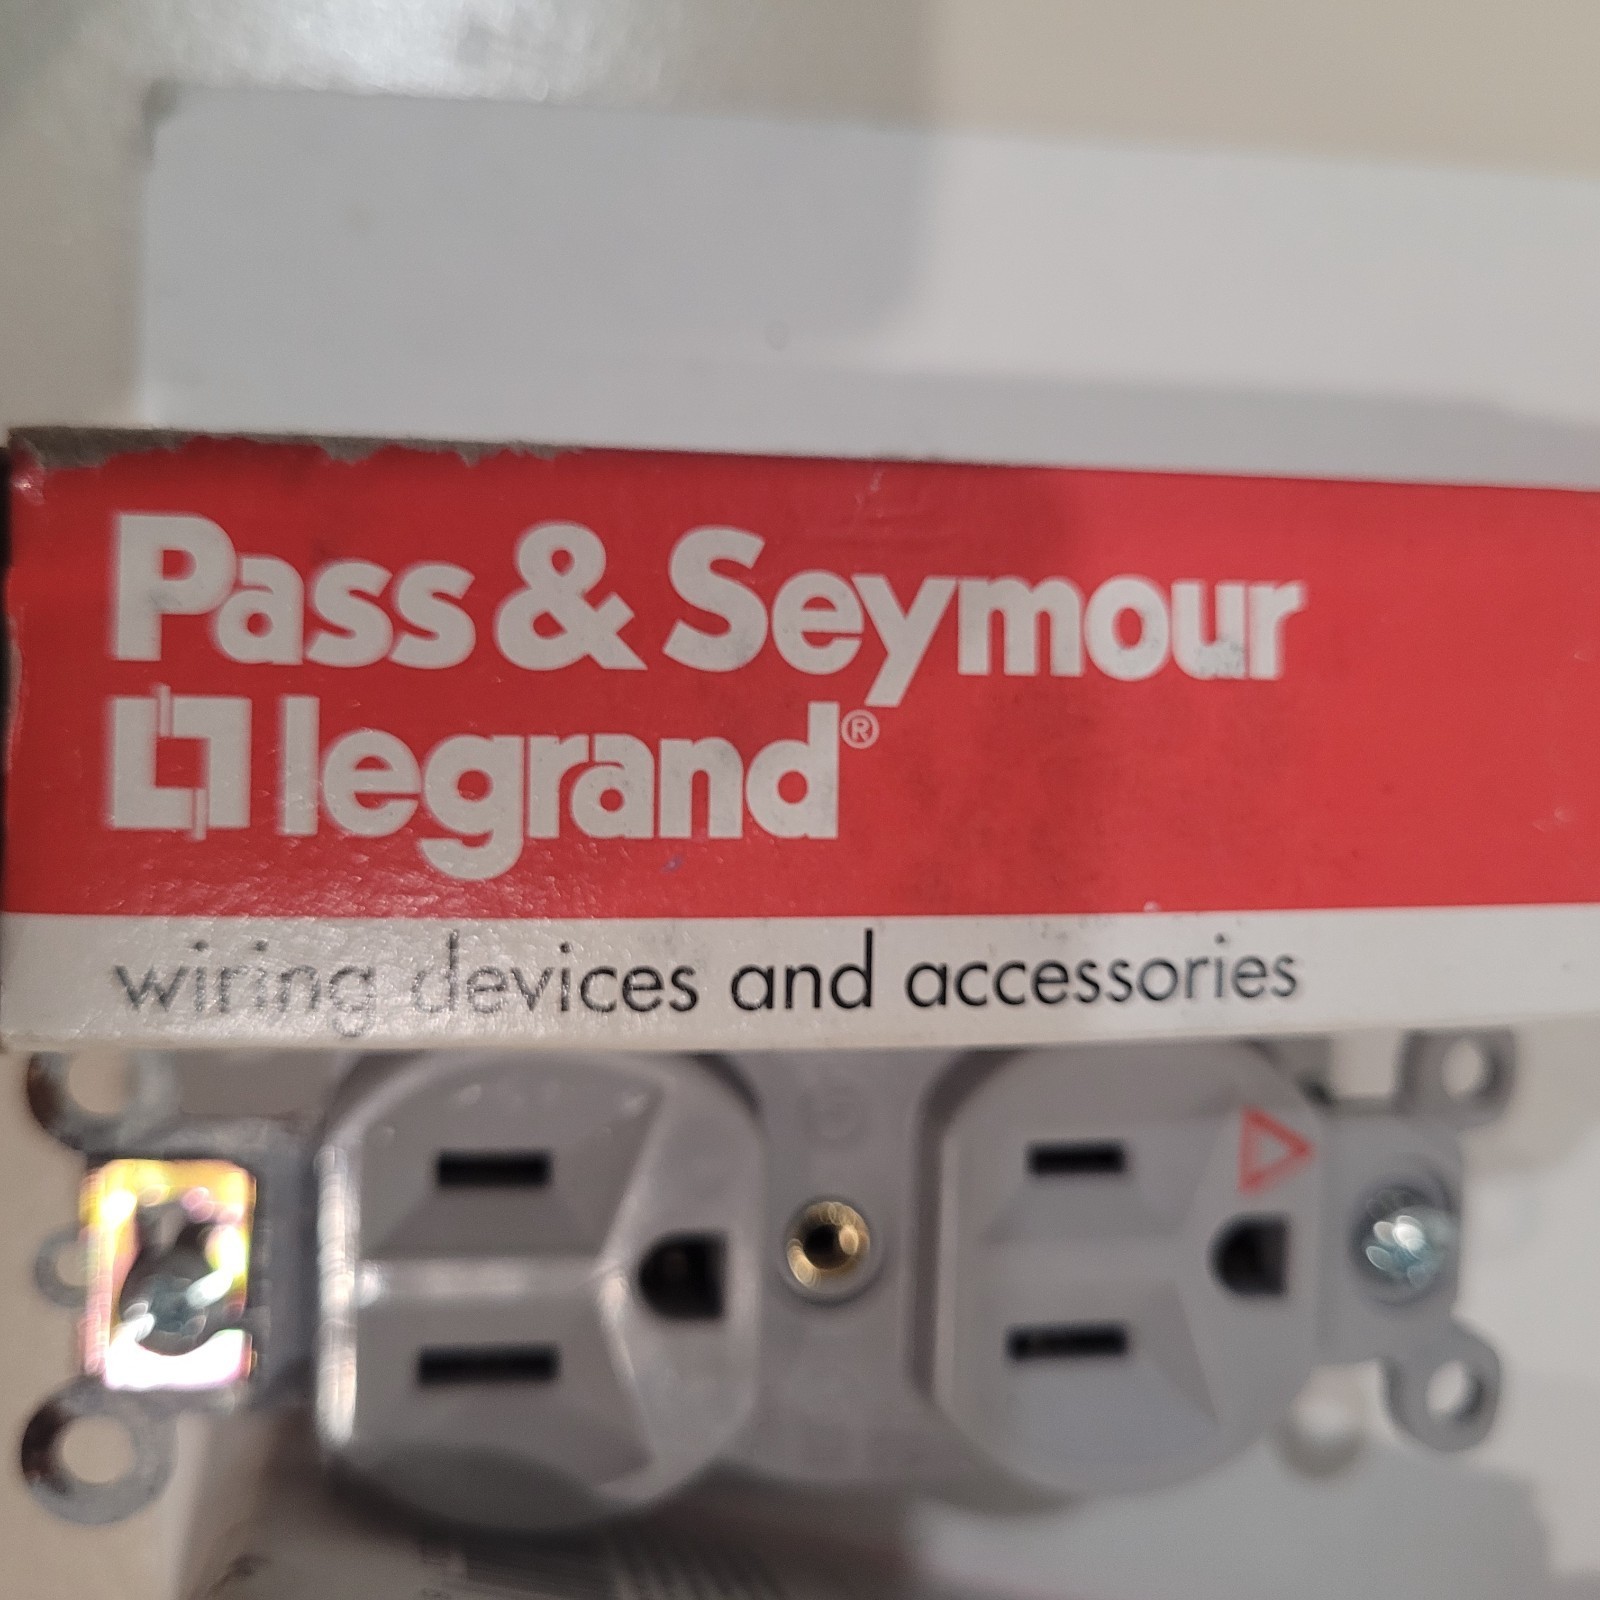 Pass & Seymour
legrand®
wiring devices and accessories